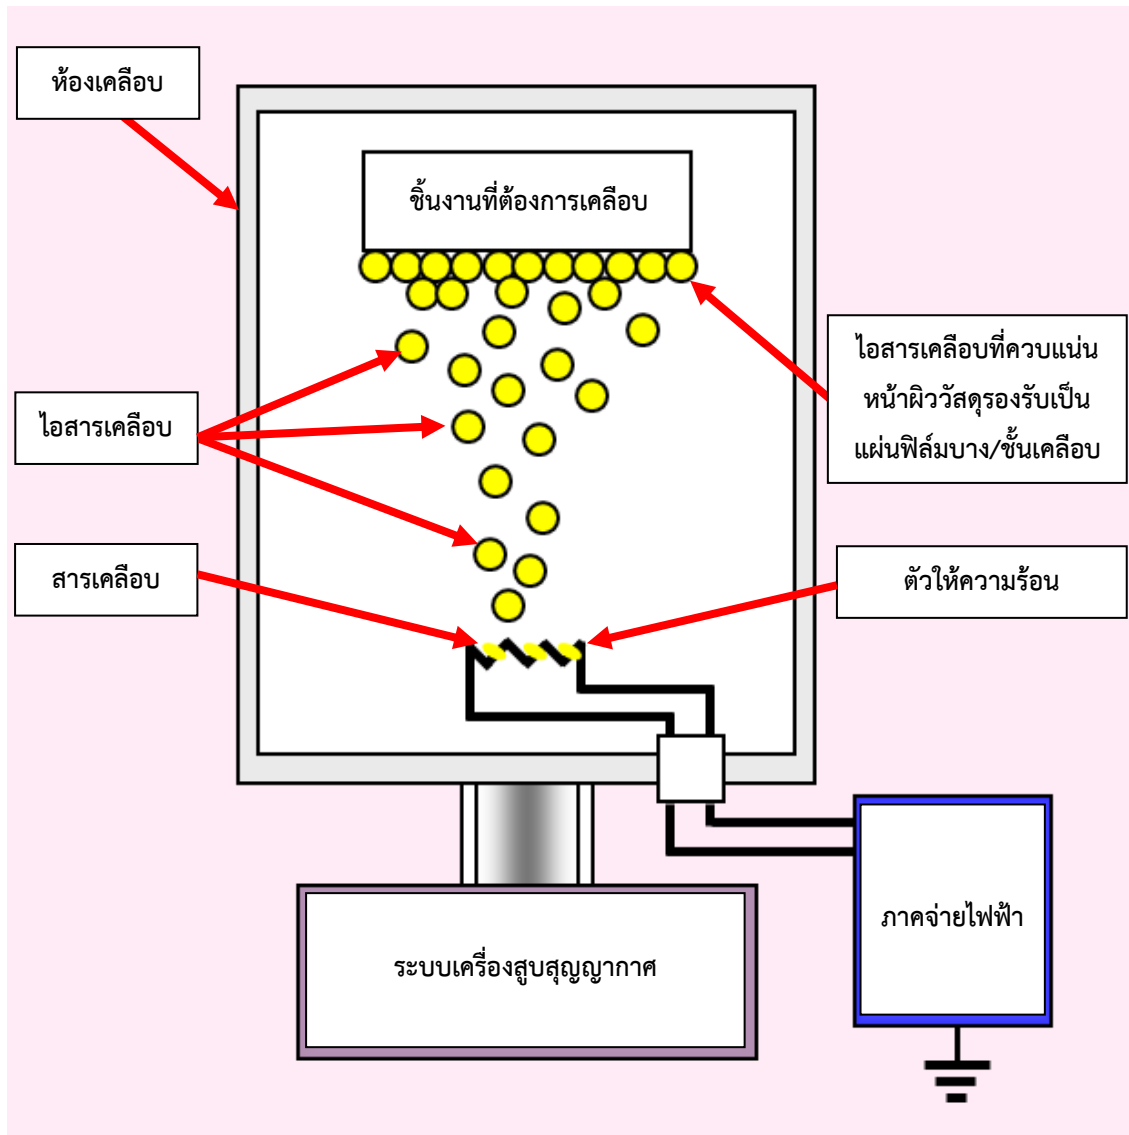 ห้องเคลือบ
ชิ้นงานที่ต้องการเคลือบ
ไอสารเคลือบที่ควบแน่น
หน้าผิววัสดุรองรับเป็น
แผ่นฟิล์มบาง/ชั้นเคลือบ
ไอสารเคลือบ
สารเคลือบ
ตัวให้ความร้อน
ภาคจ่ายไฟฟ้า
ระบบเครื่องสูบสุญญากาศ